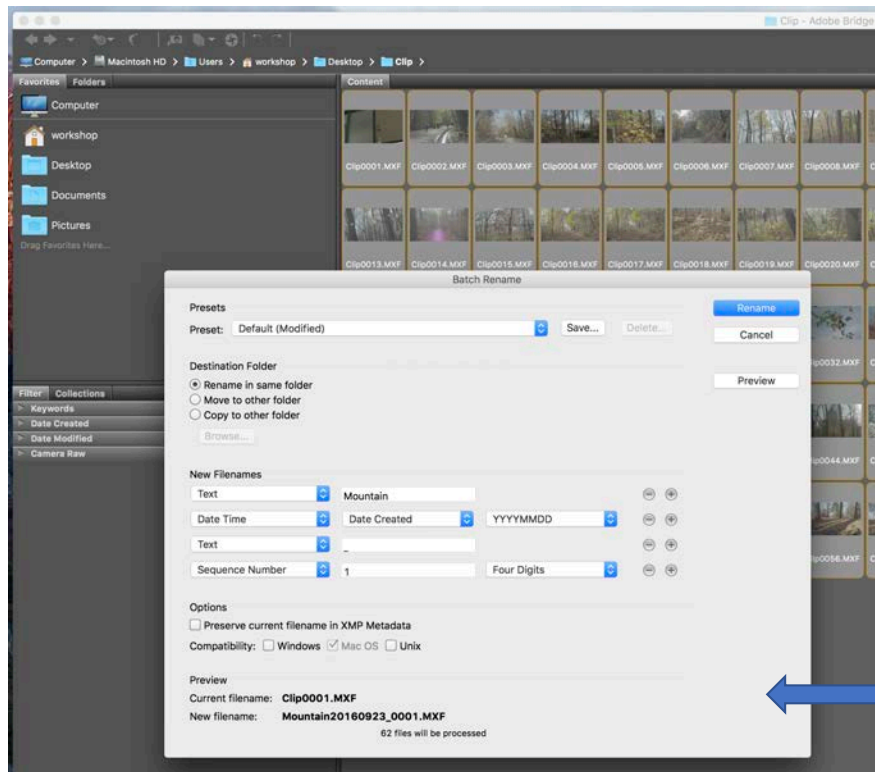 Clip - Adobe Bridge
Computer > Macintosh HD > Users > workshop > Desktop > Clip >
Favorites Folders
Content
Computer
workshop
Desktop
Documents
Pictures
Drag Favorites Here...
Clip0001.MXF Clip0002.MXF Clip0003.MXF Clip0004.MXF Clip0005.MXF Clip0006.MXF Clip0007.MXF Clip0008.MXF
Clip0013.MXF Clip0014.MXF Clip0015.MXF Clip0016.MXF Clip0017.MXF Clip0018.MXF Clip0019.MXF Clip0020.MXF
lip0032.MXF
lip0044.MXF
lip0056.MXF
Filter Collections
Keywords
Date Created
Date Modified
Camera Raw
Batch Rename
Presets
Preset: Default (Modified) Save... Delete...
Rename
Cancel
Preview
Destination Folder
Rename in same folder
Move to other folder
Copy to other folder
Browse...
New Filenames
Text Mountain
Date Time Date Created YYYYMMDD
Text _
Sequence Number 1 Four Digits
Options
Preserve current filename in XMP Metadata
Compatibility: Windows Mac OS Unix
Preview
Current filename: Clip0001.MXF
New filename: Mountain20160923_0001.MXF
62 files will be processed